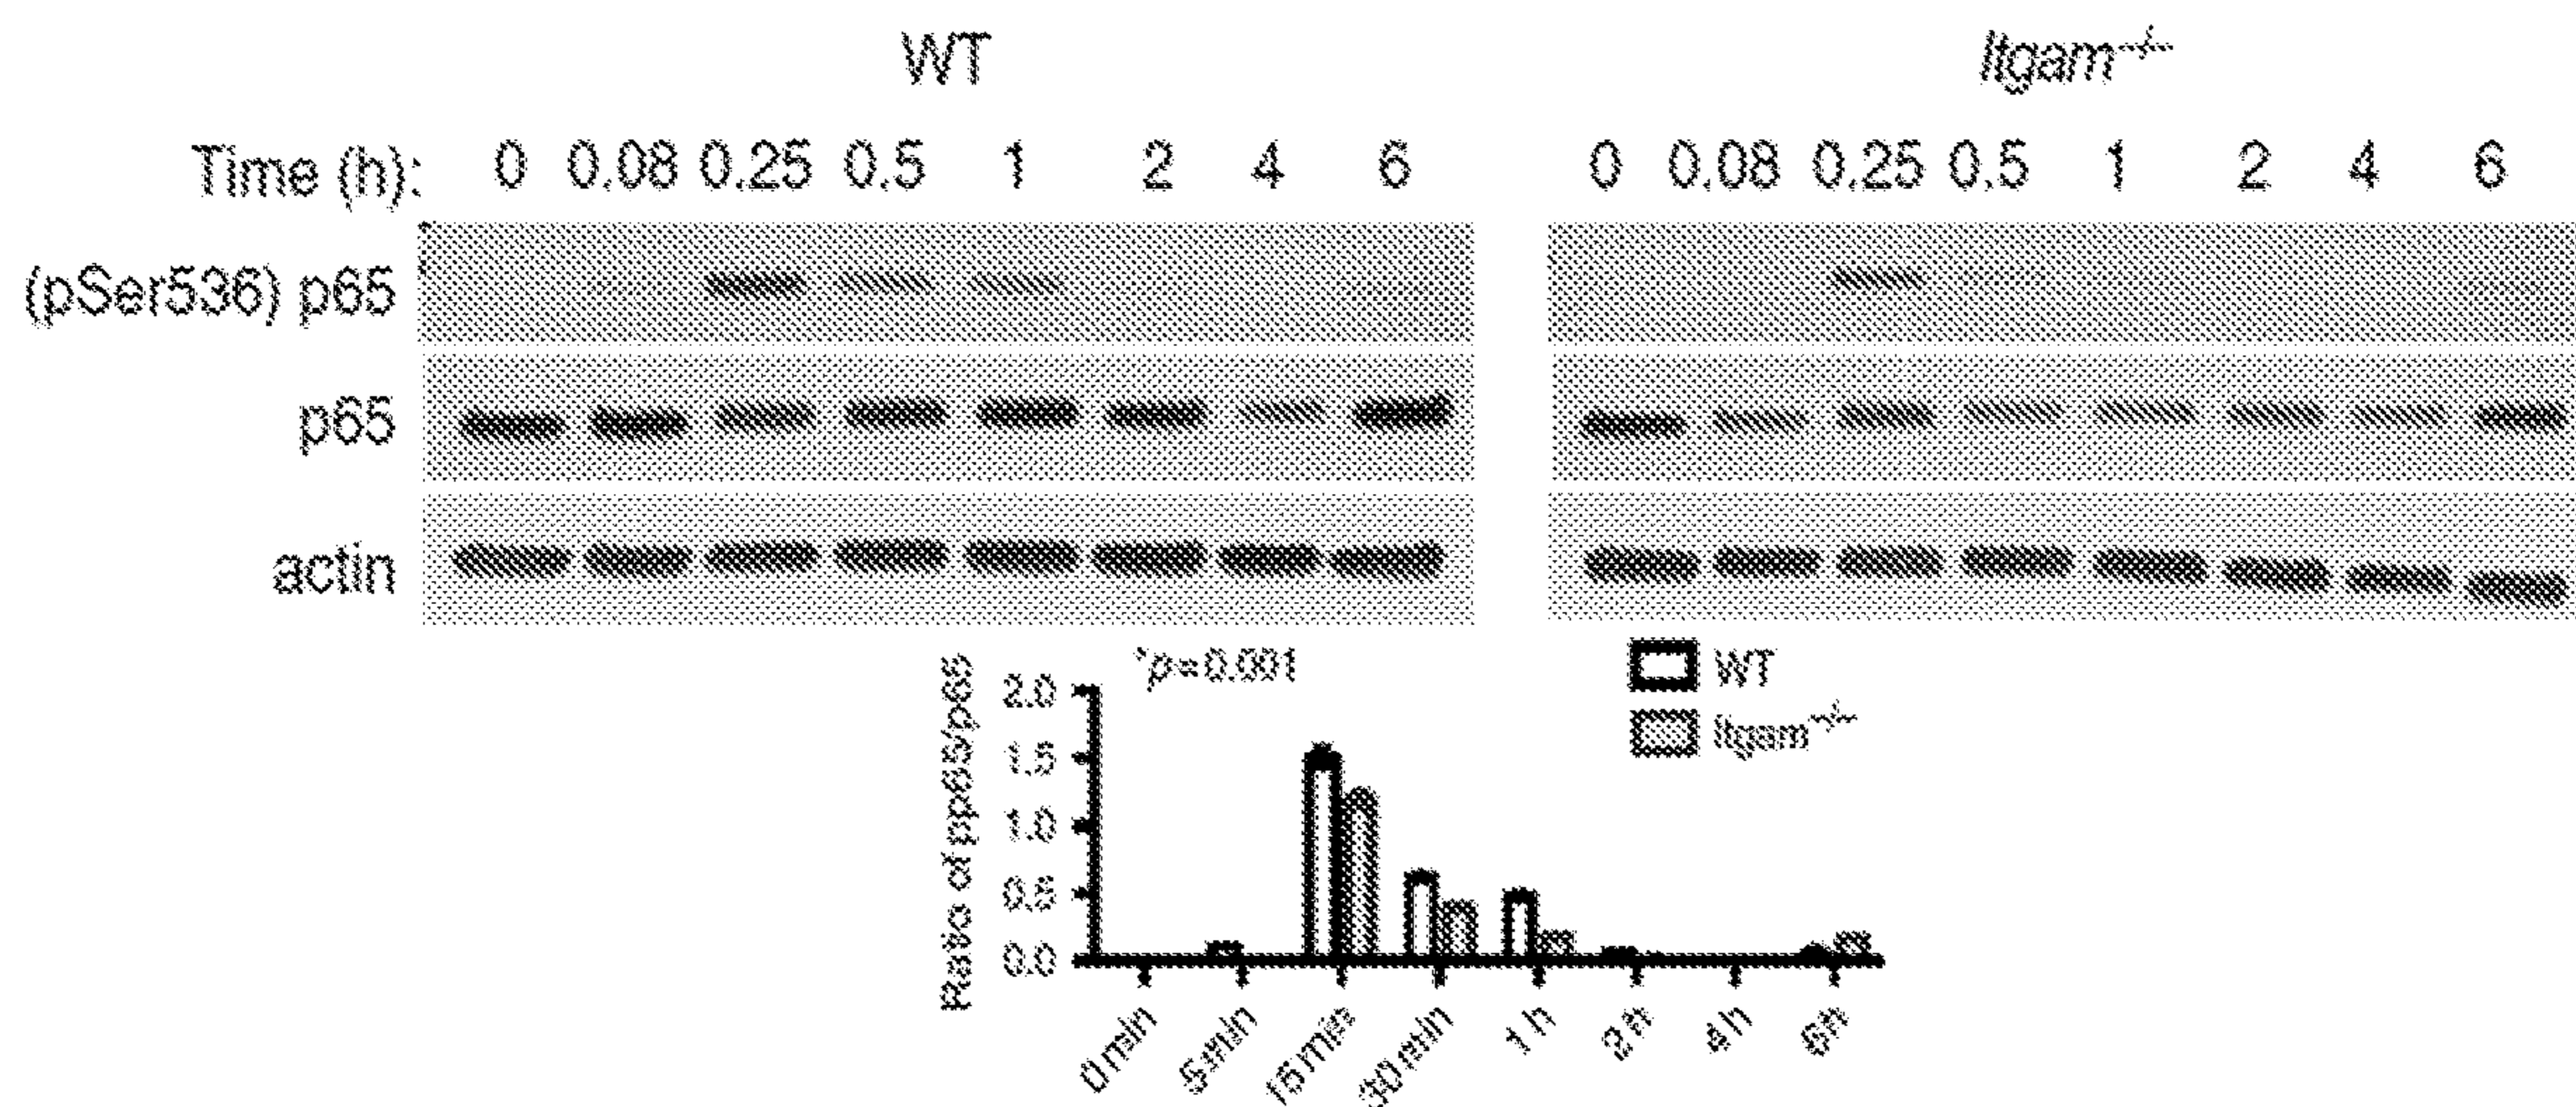 WT Itgam⁻/⁻
Time (h): 0 0.08 0.25 0.5 1 2 4 6 0 0.08 0.25 0.5 1 2 4 6
(pSer536) p65
p65
actin
Ratio of pp65/p65
*p=0.001
2.0
1.5
1.0
0.5
0.0
0 min 5 min 15 min 30 min 1 h 2 h 4 h 6 h
WT
Itgam⁻/⁻